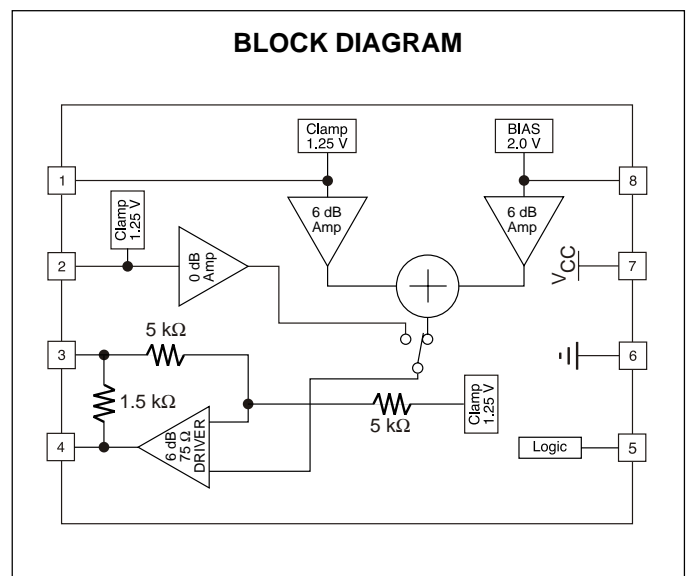 BLOCK DIAGRAM
Clamp
1.25 V
BIAS
2.0 V
1
8
6 dB
Amp
6 dB
Amp
Clamp
1.25 V
2
0 dB
Amp
VCC
7
3
5 kΩ
6
1.5 kΩ
5 kΩ
Clamp
1.25 V
4
6 dB
75 Ω
DRIVER
Logic
5